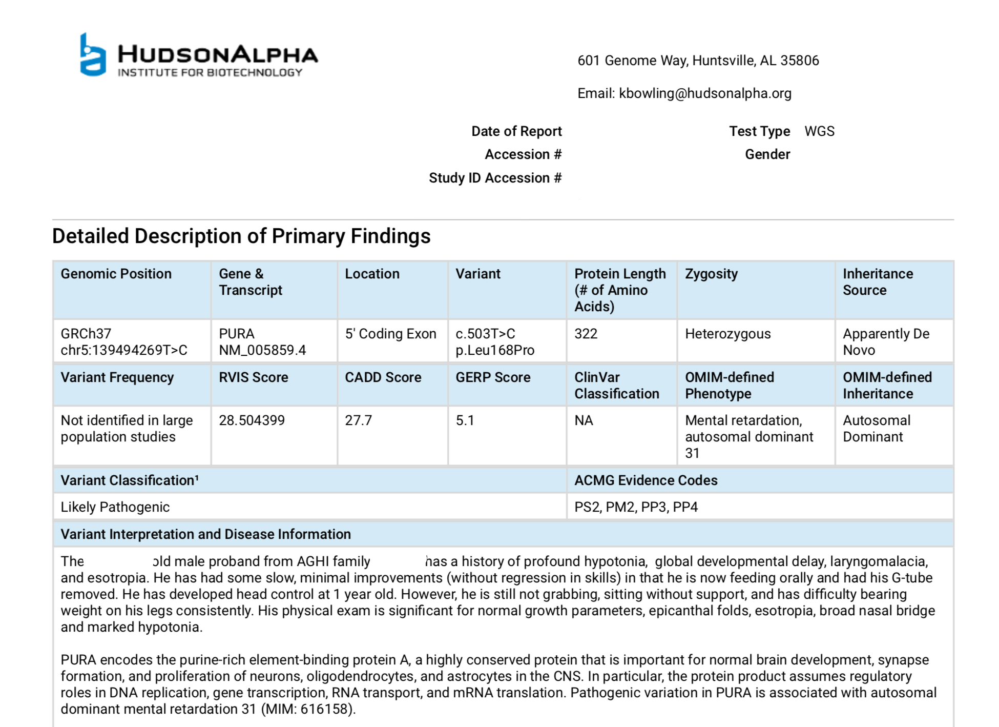 HUDSONALPHA
INSTITUTE FOR BIOTECHNOLOGY
601 Genome Way, Huntsville, AL 35806
Email: kbowling@hudsonalpha.org
Date of Report
Test Type WGS
Accession #
Gender
Study ID Accession #
Detailed Description of Primary Findings
Genomic Position
Gene &
Transcript
Location
Variant
Protein Length
(# of Amino
Acids)
Zygosity
Inheritance
Source
GRCh37
chr5:139494269T>C
PURA
NM_005859.4
5' Coding Exon
c.503T>C
p.Leu168Pro
322
Heterozygous
Apparently De
Novo
Variant Frequency
RVIS Score
CADD Score
GERP Score
ClinVar
Classification
OMIM-defined
Phenotype
OMIM-defined
Inheritance
Not identified in large
population studies
28.504399
27.7
5.1
NA
Mental retardation,
autosomal dominant
31
Autosomal
Dominant
Variant Classification¹
ACMG Evidence Codes
Likely Pathogenic
PS2, PM2, PP3, PP4
Variant Interpretation and Disease Information
The old male proband from AGHI family has a history of profound hypotonia, global developmental delay, laryngomalacia,
and esotropia. He has had some slow, minimal improvements (without regression in skills) in that he is now feeding orally and had his G-tube
removed. He has developed head control at 1 year old. However, he is still not grabbing, sitting without support, and has difficulty bearing
weight on his legs consistently. His physical exam is significant for normal growth parameters, epicanthal folds, esotropia, broad nasal bridge
and marked hypotonia.
PURA encodes the purine-rich element-binding protein A, a highly conserved protein that is important for normal brain development, synapse
formation, and proliferation of neurons, oligodendrocytes, and astrocytes in the CNS. In particular, the protein product assumes regulatory
roles in DNA replication, gene transcription, RNA transport, and mRNA translation. Pathogenic variation in PURA is associated with autosomal
dominant mental retardation 31 (MIM: 616158).